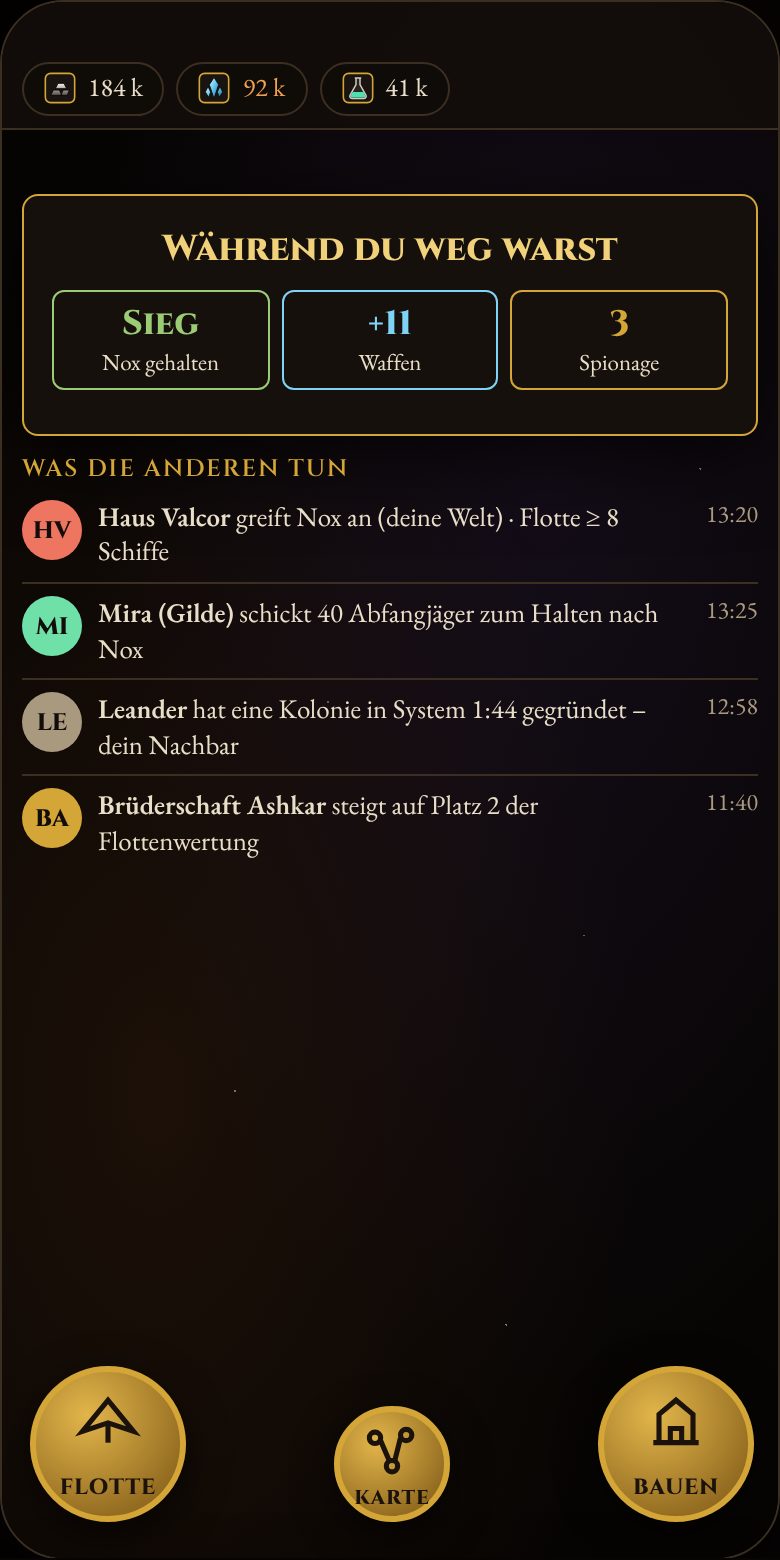 184 k 92 k 41 k
Während du weg warst
Sieg +11 3
Nox gehalten Waffen Spionage
WAS DIE ANDEREN TUN
HV Haus Valcor greift Nox an (deine Welt) · Flotte ≥ 8 13:20
Schiffe
MI Mira (Gilde) schickt 40 Abfangjäger zum Halten nach 13:25
Nox
LE Leander hat eine Kolonie in System 1:44 gegründet – 12:58
dein Nachbar
BA Brüderschaft Ashkar steigt auf Platz 2 der 11:40
Flottenwertung
FLOTTE KARTE BAUEN